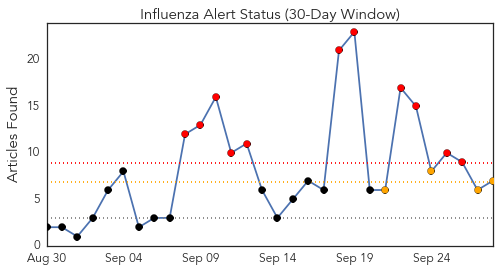 Influenza Alert Status (30-Day Window)
Articles Found
20
15
10
5
0
Aug 30 Sep 04 Sep 09 Sep 14 Sep 19 Sep 24